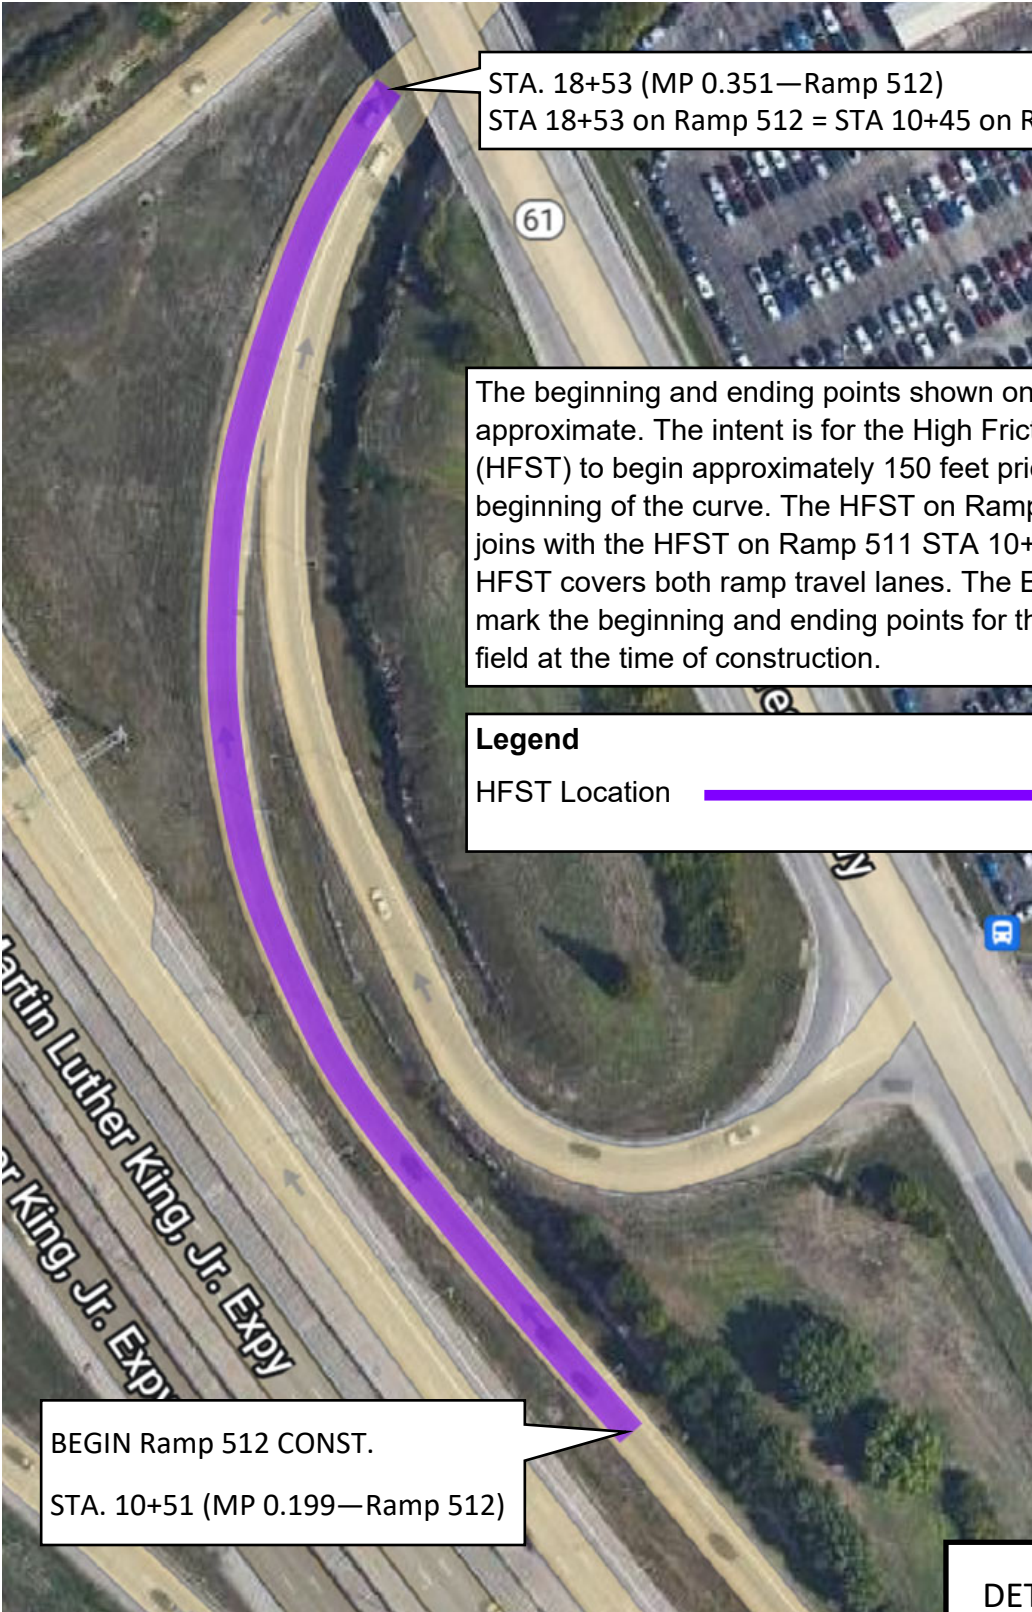 STA. 18+53 (MP 0.351—Ramp 512)
STA 18+53 on Ramp 512 = STA 10+45 on R
61
The beginning and ending points shown on
approximate. The intent is for the High Frict
(HFST) to begin approximately 150 feet prio
beginning of the curve. The HFST on Ramp
joins with the HFST on Ramp 511 STA 10+
HFST covers both ramp travel lanes. The E
mark the beginning and ending points for th
field at the time of construction.
Legend
HFST Location
artin Luther King, Jr. Expy
er King, Jr. Expy
BEGIN Ramp 512 CONST.
STA. 10+51 (MP 0.199—Ramp 512)
DET